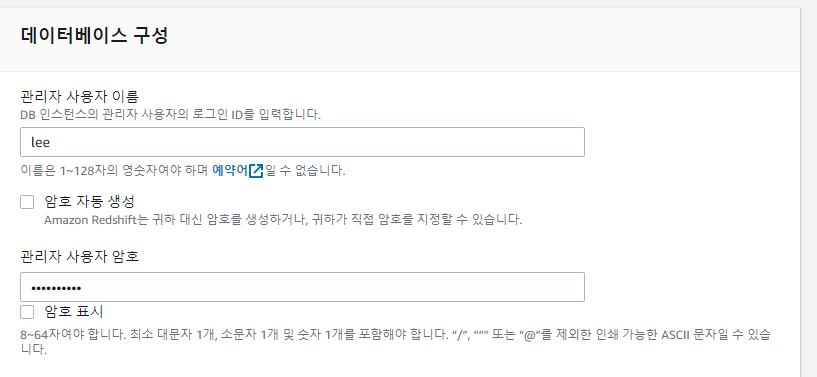 데이터베이스 구성
관리자 사용자 이름
DB 인스턴스의 관리자 사용자의 로그인 ID를 입력합니다.
lee
이름은 1~128자의 영숫자여야 하며 예약어일 수 없습니다.
암호 자동 생성
Amazon Redshift는 귀하 대신 암호를 생성하거나, 귀하가 직접 암호를 지정할 수 있습니다.
관리자 사용자 암호
••••••••••
암호 표시
8~64자여야 합니다. 최소 대문자 1개, 소문자 1개 및 숫자 1개를 포함해야 합니다. “/”, “"” 또는 “@”를 제외한 인쇄 가능한 ASCII 문자일 수 있습
니다.